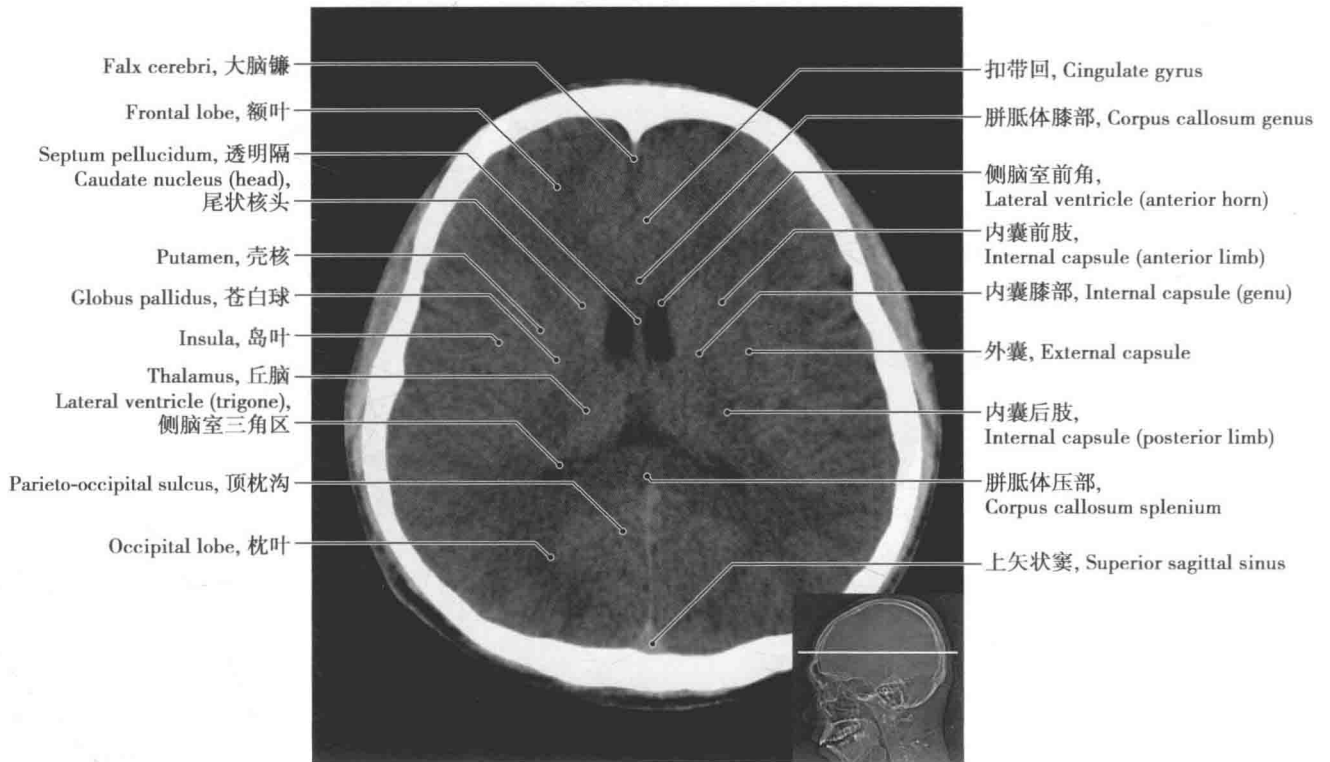 Falx cerebri, 大脑镰
Frontal lobe, 额叶
Septum pellucidum, 透明隔
Caudate nucleus (head),
尾状核头
Putamen, 壳核
Globus pallidus, 苍白球
Insula, 岛叶
Thalamus, 丘脑
Lateral ventricle (trigone),
侧脑室三角区
Parieto-occipital sulcus, 顶枕沟
Occipital lobe, 枕叶
扣带回, Cingulate gyrus
胼胝体膝部, Corpus callosum genus
侧脑室前角,
Lateral ventricle (anterior horn)
内囊前肢,
Internal capsule (anterior limb)
内囊膝部, Internal capsule (genu)
外囊, External capsule
内囊后肢,
Internal capsule (posterior limb)
胼胝体压部,
Corpus callosum splenium
上矢状窦, Superior sagittal sinus